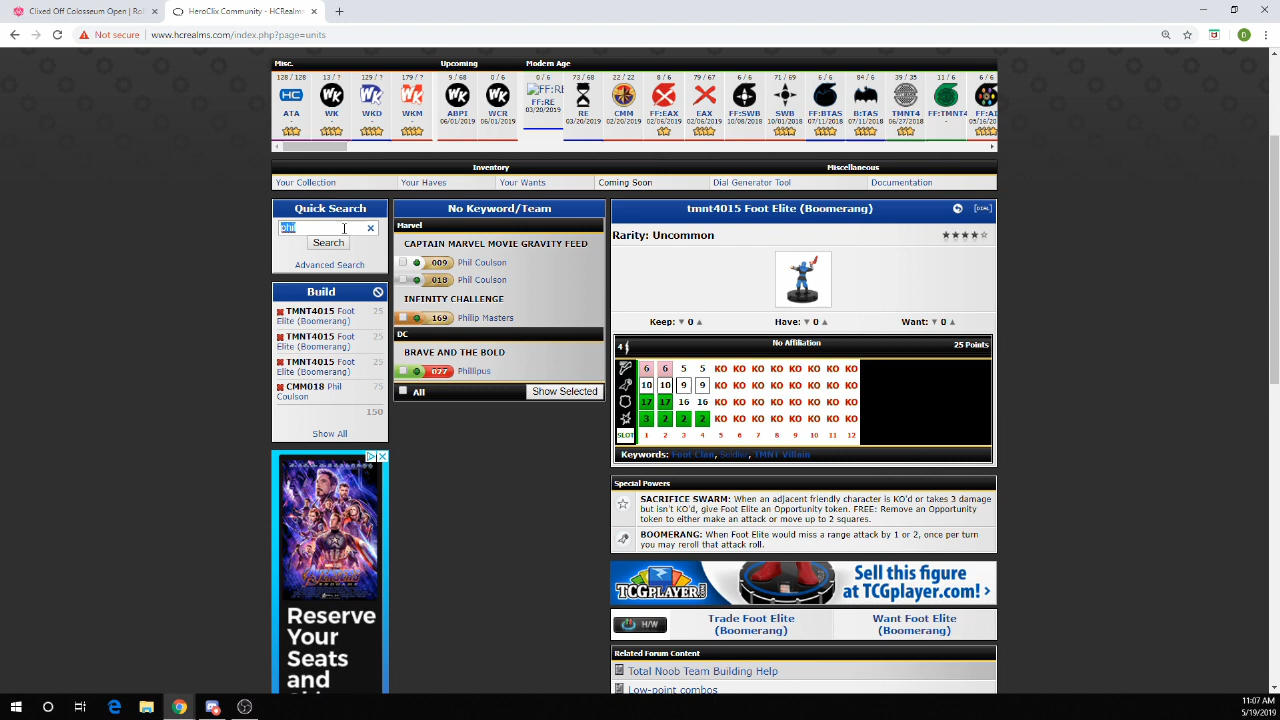 Clixed Off Colosseum Open | Rol
HeroClix Community - HCRealms
Not secure | www.hcrealms.com/index.php?page=units
Misc. Upcoming Modern Age
128 / 128 13 / ? 129 / ? 179 / ? 9 / 68 0 / 6 0 / 6 73 / 68 22 / 22 8 / 6 79 / 67 6 / 6 71 / 69 6 / 6 84 / 6 39 / 35 11 / 6 6 / 6
ATA WK WKD WKM ABPI WCR FF:RE RE CMM FF:EAX EAX FF:SWB SWB FF:BTAS B:TAS TMNT4 FF:TMNT4
06/01/2019 06/01/2019 03/20/2019 03/20/2019 02/20/2019 02/06/2019 02/06/2019 10/08/2018 10/01/2018 07/11/2018 07/11/2018 06/27/2018
Inventory Miscellaneous
Your Collection Your Haves Your Wants Coming Soon Dial Generator Tool Documentation
Quick Search
phil
Search
Advanced Search
Build
TMNT4015 Foot Elite (Boomerang) 25
TMNT4015 Foot Elite (Boomerang) 25
TMNT4015 Foot Elite (Boomerang) 25
CMM018 Phil Coulson 75
150
Show All
Reserve
Your
Seats
and
No Keyword/Team
Marvel
CAPTAIN MARVEL MOVIE GRAVITY FEED
009 Phil Coulson
018 Phil Coulson
INFINITY CHALLENGE
169 Philip Masters
DC
BRAVE AND THE BOLD
027 Phillipus
All Show Selected
tmnt4015 Foot Elite (Boomerang) [DIAL]
Rarity: Uncommon
Keep: 0 Have: 0 Want: 0
4 No Affiliation 25 Points
6 6 5 5 KO KO KO KO KO KO KO KO
10 10 9 9 KO KO KO KO KO KO KO KO
17 17 16 16 KO KO KO KO KO KO KO KO
3 2 2 2 KO KO KO KO KO KO KO KO
SLOT 1 2 3 4 5 6 7 8 9 10 11 12
Keywords: Foot Clan, Soldier, TMNT Villain
Special Powers
SACRIFICE SWARM: When an adjacent friendly character is KO'd or takes 3 damage
but isn't KO'd, give Foot Elite an Opportunity token. FREE: Remove an Opportunity
token to either make an attack or move up to 2 squares.
BOOMERANG: When Foot Elite would miss a range attack by 1 or 2, once per turn
you may reroll that attack roll.
TCGPLAYER.COM Sell this figure
at TCGplayer.com! ›
H/W Trade Foot Elite (Boomerang) Want Foot Elite (Boomerang)
Related Forum Content
Total Noob Team Building Help
Low-point combos
11:07 AM
5/19/2019